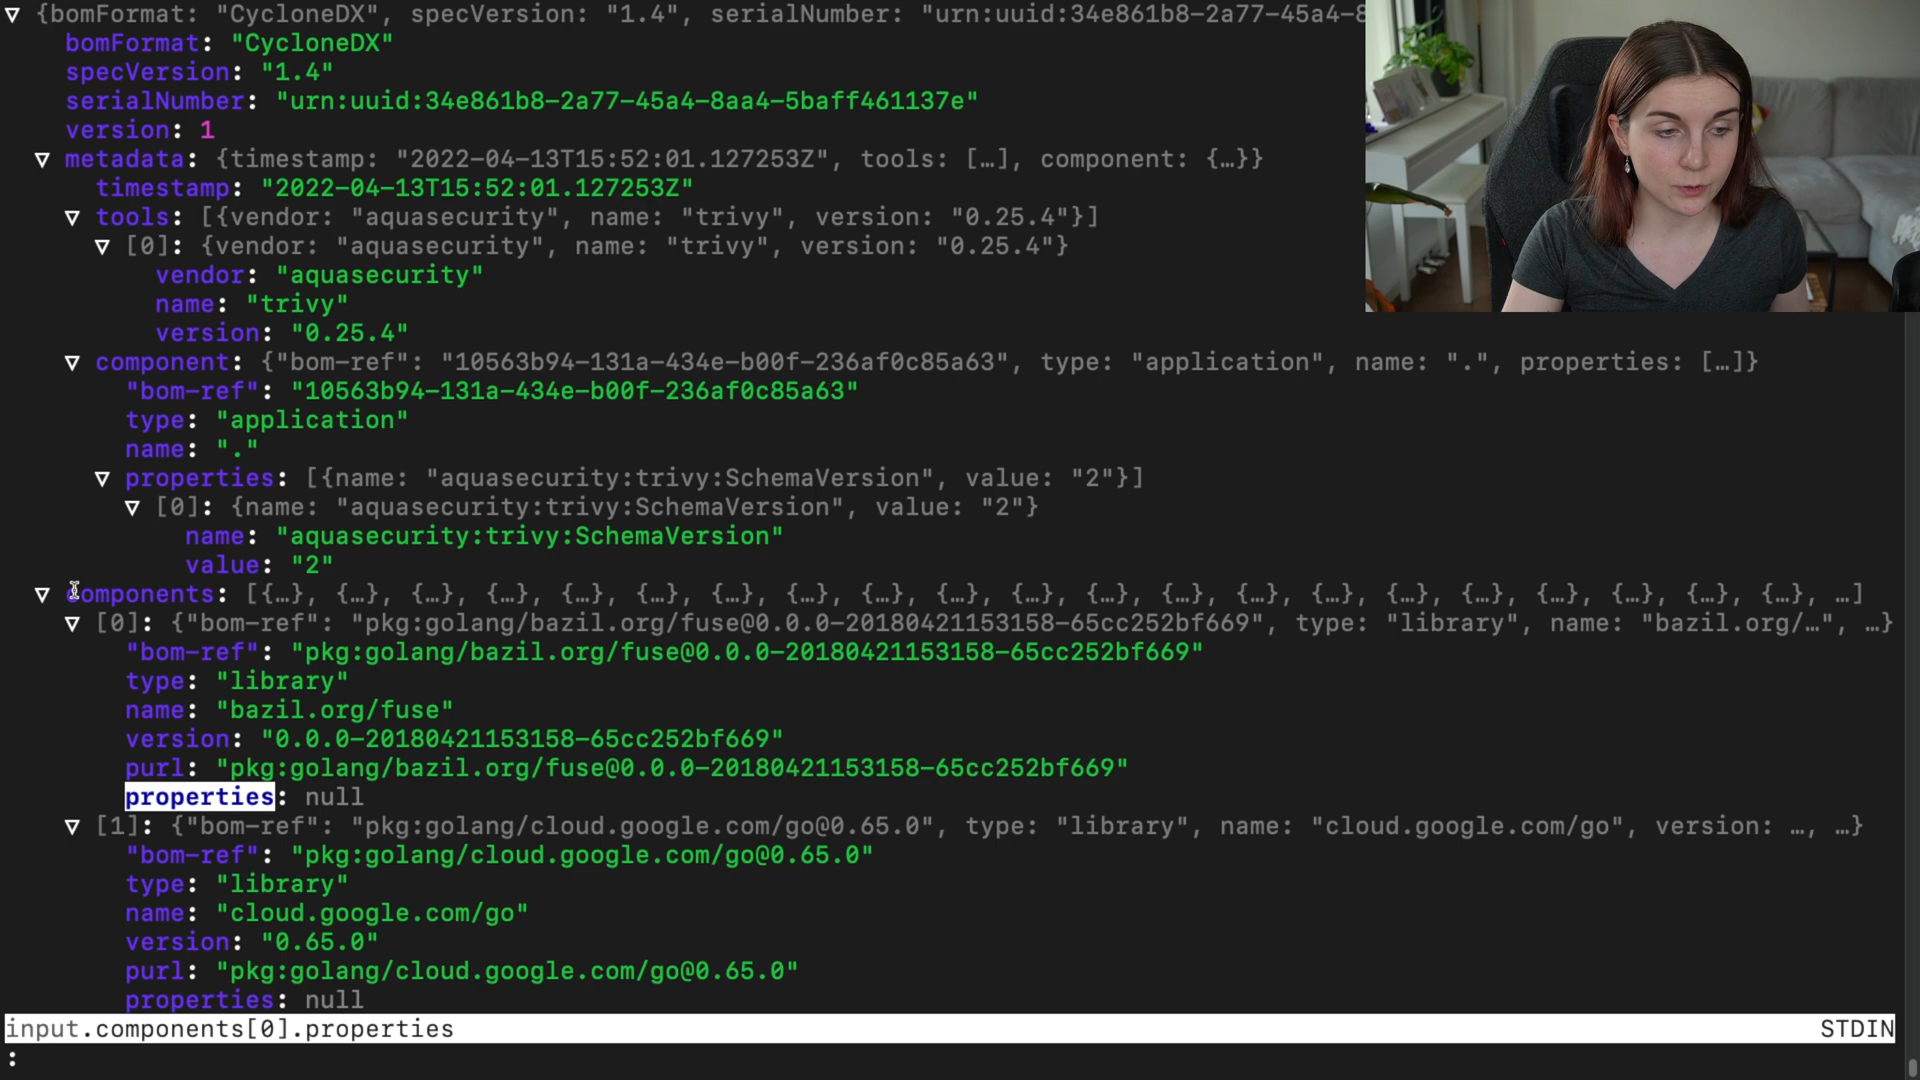 ▽ {bomFormat: "CycloneDX", specVersion: "1.4", serialNumber: "urn:uuid:34e861b8-2a77-45a4-8
bomFormat: "CycloneDX"
specVersion: "1.4"
serialNumber: "urn:uuid:34e861b8-2a77-45a4-8aa4-5baff461137e"
version: 1
▽ metadata: {timestamp: "2022-04-13T15:52:01.127253Z", tools: […], component: {…}}
timestamp: "2022-04-13T15:52:01.127253Z"
▽ tools: [{vendor: "aquasecurity", name: "trivy", version: "0.25.4"}]
▽ [0]: {vendor: "aquasecurity", name: "trivy", version: "0.25.4"}
vendor: "aquasecurity"
name: "trivy"
version: "0.25.4"
▽ component: {"bom-ref": "10563b94-131a-434e-b00f-236af0c85a63", type: "application", name: ".", properties: […]}
"bom-ref": "10563b94-131a-434e-b00f-236af0c85a63"
type: "application"
name: "."
▽ properties: [{name: "aquasecurity:trivy:SchemaVersion", value: "2"}]
▽ [0]: {name: "aquasecurity:trivy:SchemaVersion", value: "2"}
name: "aquasecurity:trivy:SchemaVersion"
value: "2"
▽ components: [{…}, {…}, {…}, {…}, {…}, {…}, {…}, {…}, {…}, {…}, {…}, {…}, {…}, {…}, {…}, {…}, {…}, {…}, {…}, {…}, {…}, …]
▽ [0]: {"bom-ref": "pkg:golang/bazil.org/fuse@0.0.0-20180421153158-65cc252bf669", type: "library", name: "bazil.org/…", …}
"bom-ref": "pkg:golang/bazil.org/fuse@0.0.0-20180421153158-65cc252bf669"
type: "library"
name: "bazil.org/fuse"
version: "0.0.0-20180421153158-65cc252bf669"
purl: "pkg:golang/bazil.org/fuse@0.0.0-20180421153158-65cc252bf669"
properties: null
▽ [1]: {"bom-ref": "pkg:golang/cloud.google.com/go@0.65.0", type: "library", name: "cloud.google.com/go", version: …, …}
"bom-ref": "pkg:golang/cloud.google.com/go@0.65.0"
type: "library"
name: "cloud.google.com/go"
version: "0.65.0"
purl: "pkg:golang/cloud.google.com/go@0.65.0"
properties: null
input.components[0].properties STDIN
: